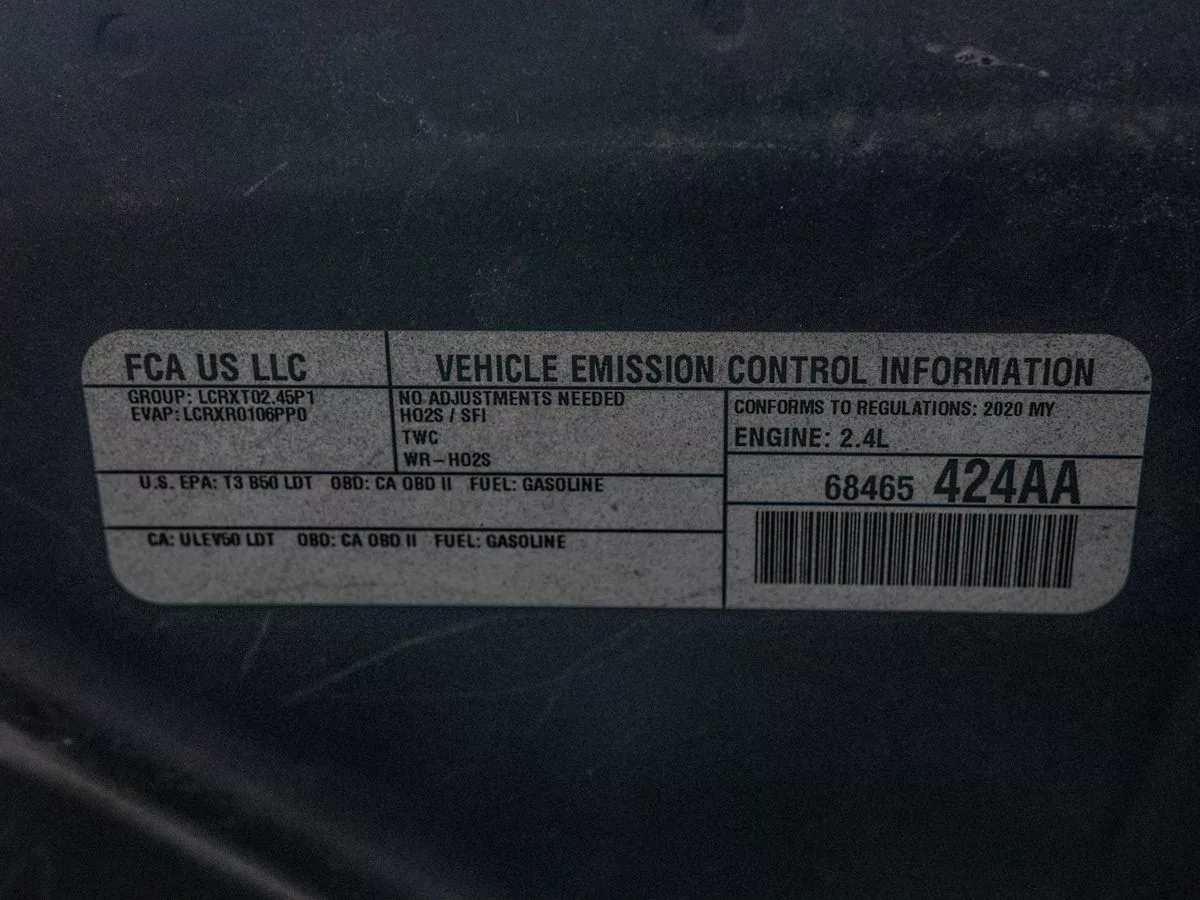 FCA US LLC
VEHICLE EMISSION CONTROL INFORMATION
GROUP: LCRXT02.45P1
EVAP: LCRXR0106PP0
NO ADJUSTMENTS NEEDED
HO2S / SFI
TWC
WR-HO2S
CONFORMS TO REGULATIONS: 2020 MY
ENGINE: 2.4L
U.S. EPA: T3 B50 LDT OBD: CA OBD II FUEL: GASOLINE
68465 424AA
CA: ULEV50 LDT OBD: CA OBD II FUEL: GASOLINE